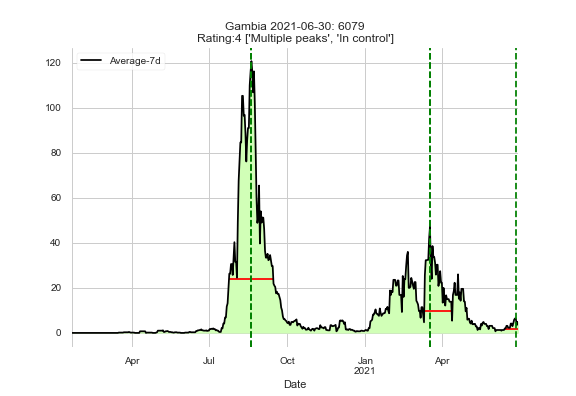 Gambia 2021-06-30: 6079
Rating:4 ['Multiple peaks', 'In control']
Average-7d
120
100
80
60
40
20
0
Apr
Jul
Oct
Jan
2021
Apr
Date